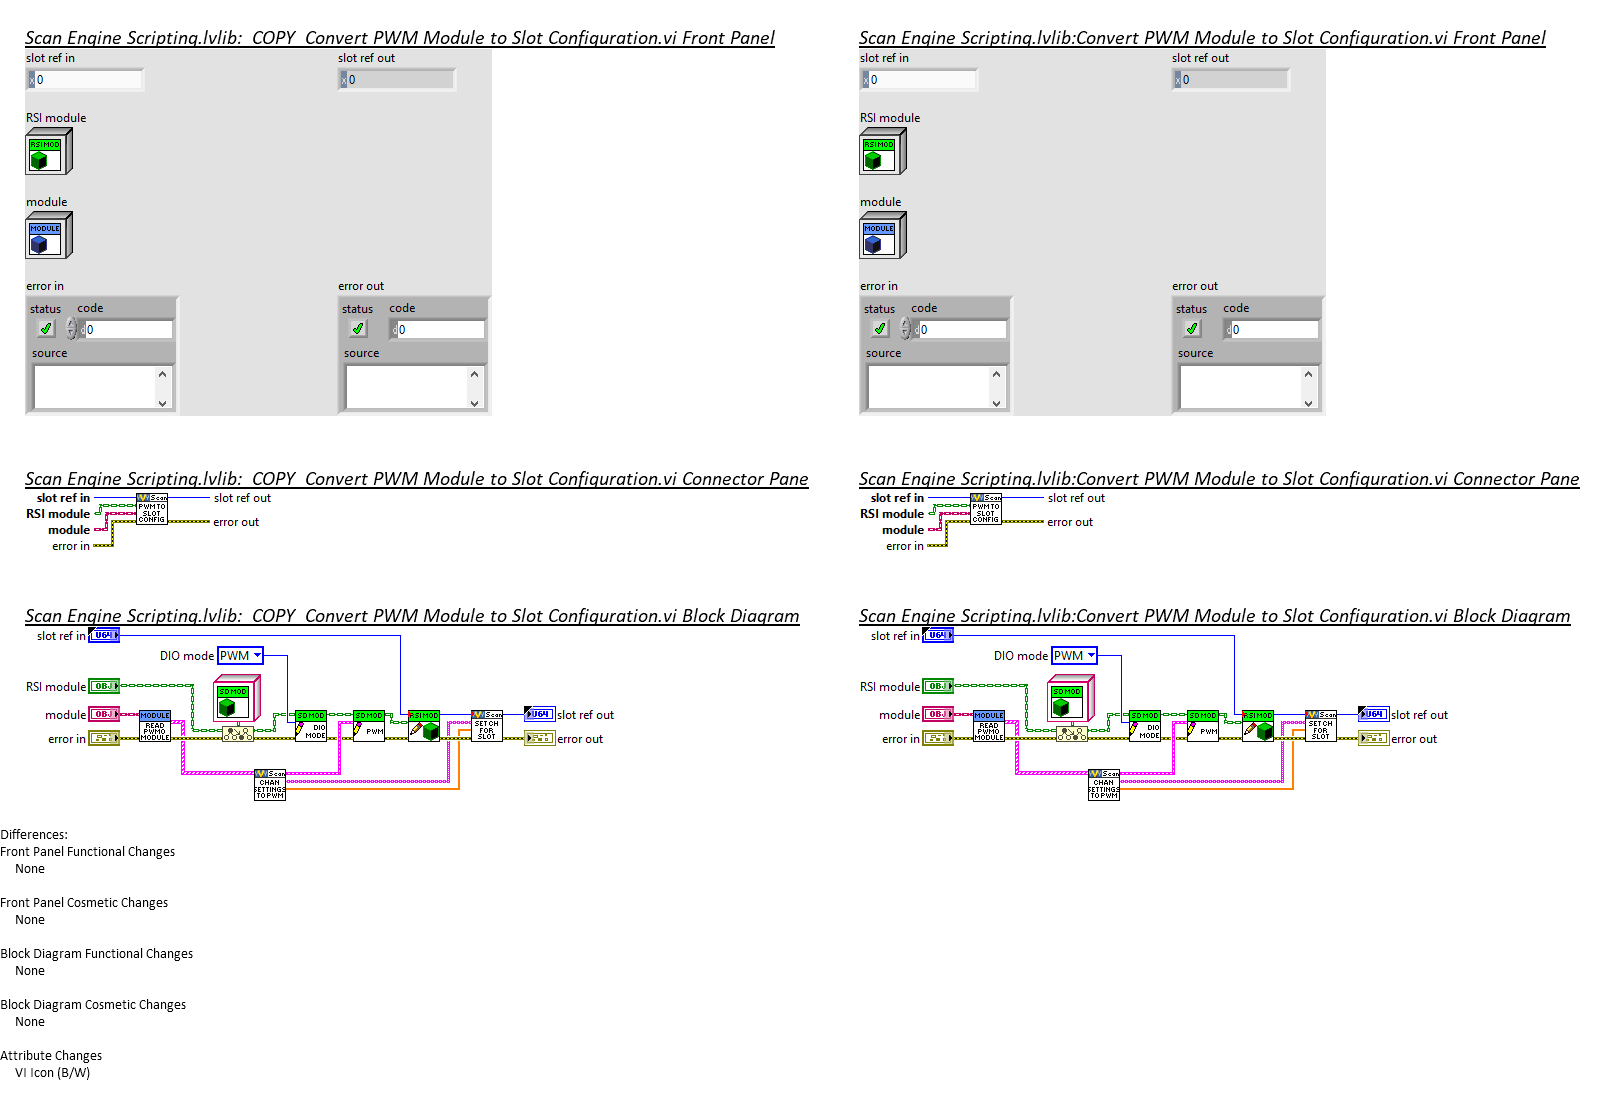 Scan Engine Scripting.lvlib:  COPY  Convert PWM Module to Slot Configuration.vi Front Panel
slot ref in
x 0
slot ref out
x 0
RSI module
RSIMOD
module
MODULE
error in
status
code
d 0
source
error out
status
code
d 0
source
Scan Engine Scripting.lvlib:Convert PWM Module to Slot Configuration.vi Front Panel
slot ref in
x 0
slot ref out
x 0
RSI module
RSIMOD
module
MODULE
error in
status
code
d 0
source
error out
status
code
d 0
source
Scan Engine Scripting.lvlib:  COPY  Convert PWM Module to Slot Configuration.vi Connector Pane
slot ref in
RSI module
module
error in
Scan
PWM TO
SLOT
CONFIG
slot ref out
error out
Scan Engine Scripting.lvlib:Convert PWM Module to Slot Configuration.vi Connector Pane
slot ref in
RSI module
module
error in
Scan
PWM TO
SLOT
CONFIG
slot ref out
error out
Scan Engine Scripting.lvlib:  COPY  Convert PWM Module to Slot Configuration.vi Block Diagram
slot ref in
U64
DIO mode
PWM
RSI module
OBJ
SD MOD
module
OBJ
error in
MODULE
READ
PWMO
MODULE
SD MOD
DIO
MODE
SD MOD
PWM
RSIMOD
Scan
SET CH
FOR
SLOT
U64
slot ref out
error out
Scan
CHAN
SETTINGS
TO PWM
Scan Engine Scripting.lvlib:Convert PWM Module to Slot Configuration.vi Block Diagram
slot ref in
U64
DIO mode
PWM
RSI module
OBJ
SD MOD
module
OBJ
error in
MODULE
READ
PWMO
MODULE
SD MOD
DIO
MODE
SD MOD
PWM
RSIMOD
Scan
SET CH
FOR
SLOT
U64
slot ref out
error out
Scan
CHAN
SETTINGS
TO PWM
Differences:
Front Panel Functional Changes
None
Front Panel Cosmetic Changes
None
Block Diagram Functional Changes
None
Block Diagram Cosmetic Changes
None
Attribute Changes
VI Icon (B/W)